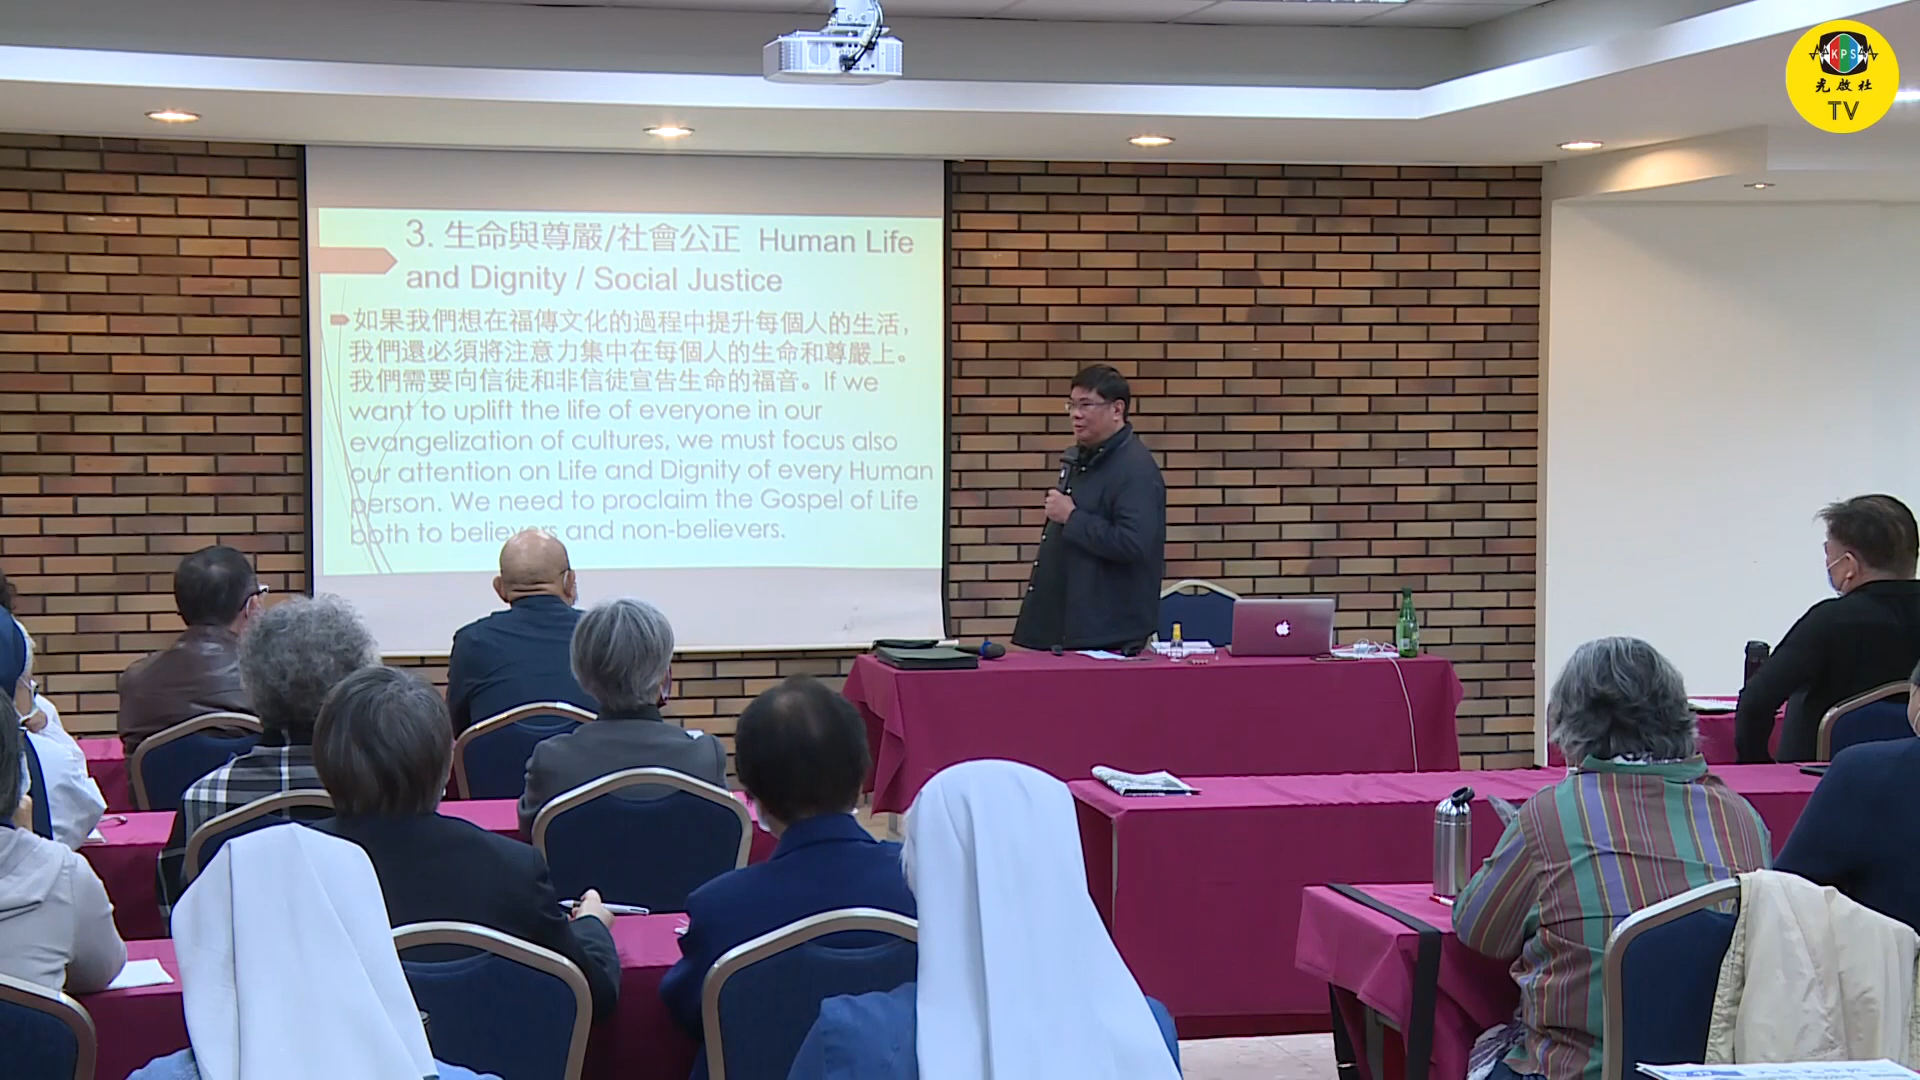 KPS
光啟社
TV
3. 生命與尊嚴/社會公正 Human Life
and Dignity / Social Justice
如果我們想在福傳文化的過程中提升每個人的生活,
我們還必須將注意力集中在每個人的生命和尊嚴上。
我們需要向信徒和非信徒宣告生命的福音。If we
want to uplift the life of everyone in our
evangelization of cultures, we must focus also
our attention on Life and Dignity of every Human
person. We need to proclaim the Gospel of Life
both to believers and non-believers.